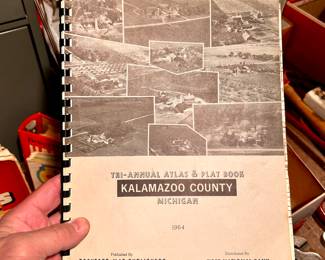 TRI-ANNUAL ATLAS & PLAT BOOK
KALAMAZOO COUNTY
MICHIGAN
1964
Published By
Distributed By